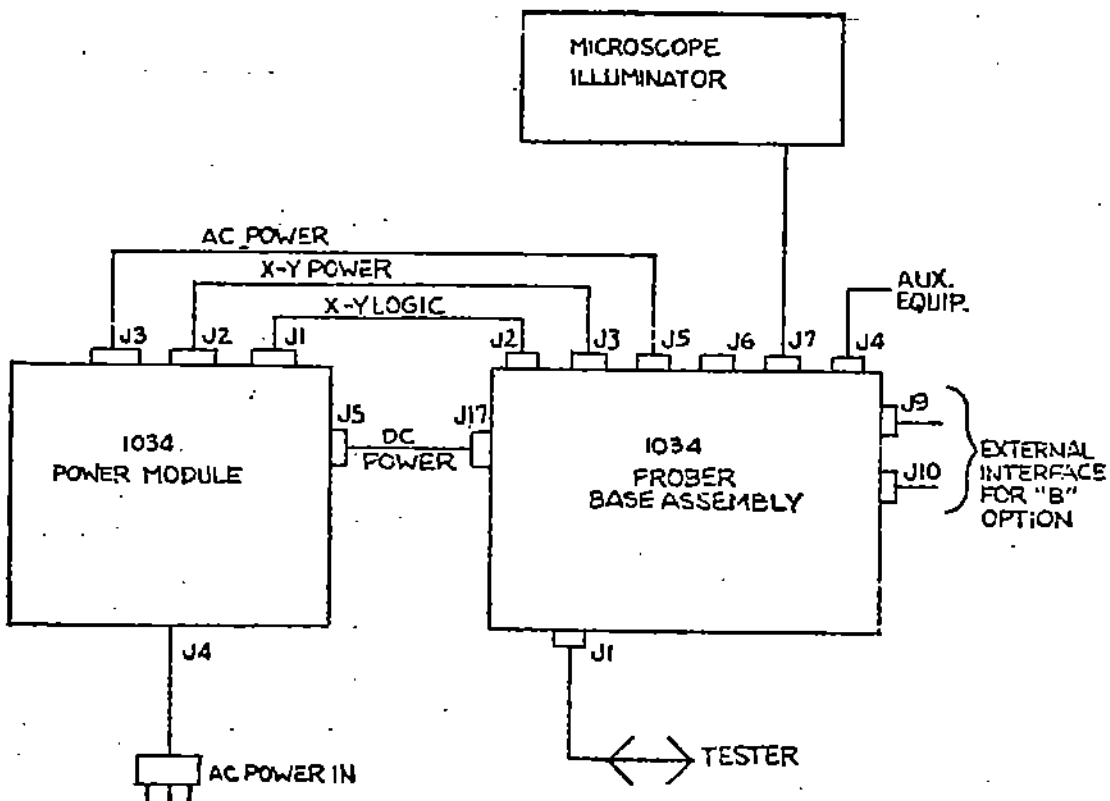 MICROSCOPE
ILLUMINATOR
AC POWER
X-Y POWER
X-Y LOGIC
AUX.
EQUIP.
J3
J2
J1
J2
J3
J5
J6
J7
J4
J5
J17
J9
DC
POWER
1034
POWER MODULE
1034
PROBER
BASE ASSEMBLY
J10
EXTERNAL
INTERFACE
FOR "B"
OPTION
J4
J1
TESTER
AC POWER IN